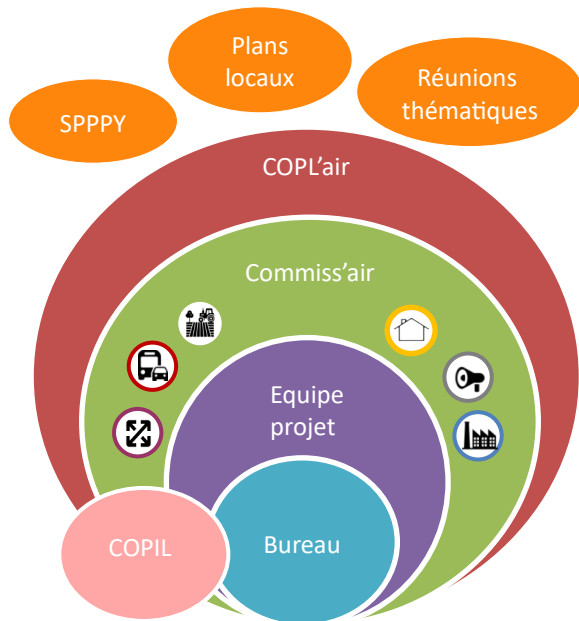 Plans
locaux
Réunions
thématiques
SPPPY
COPL'air
Commiss'air
Equipe
projet
COPIL
Bureau